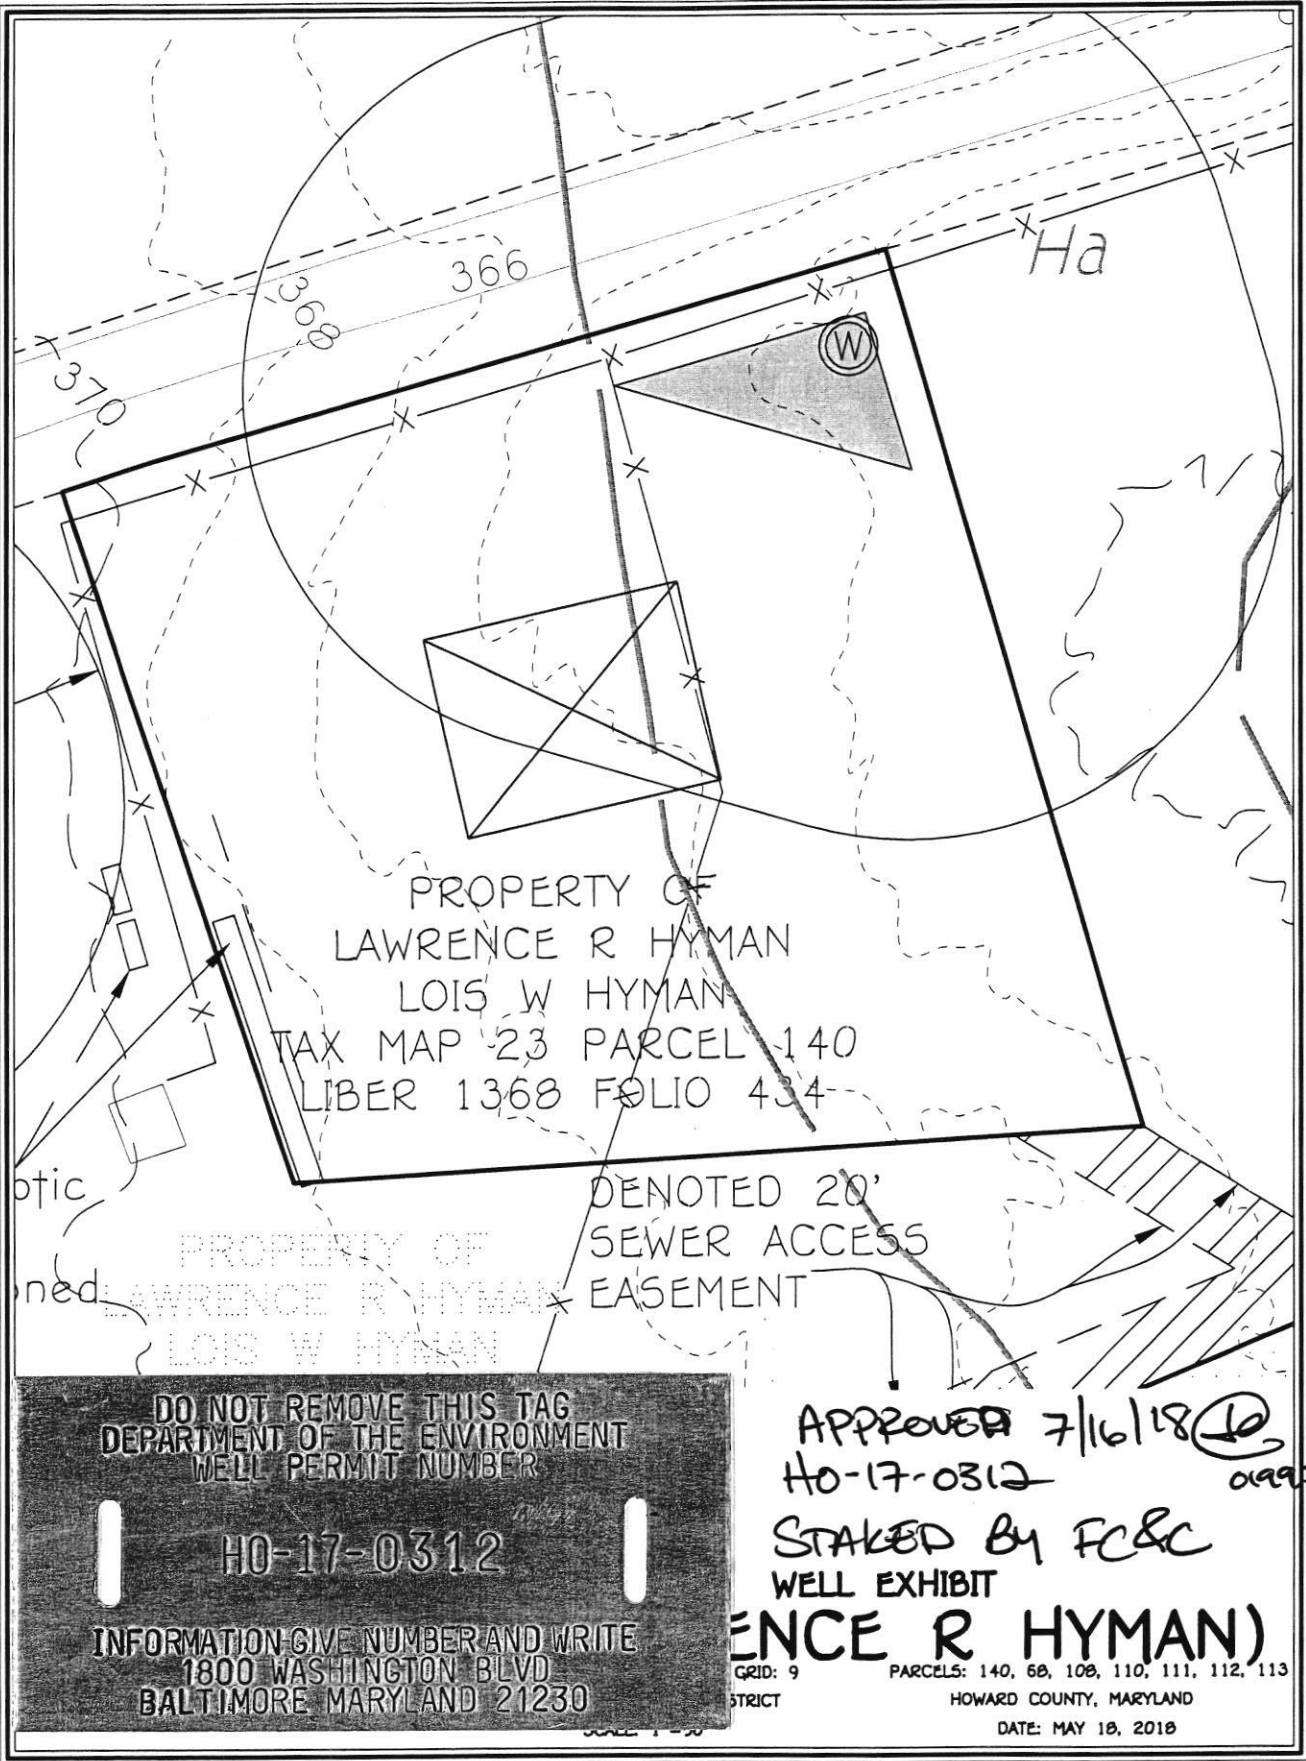 366
368
370
Ha
W
PROPERTY OF
LAWRENCE R HYMAN
LOIS W HYMAN
TAX MAP 23 PARCEL 140
LIBER 1368 FOLIO 434
DENOTED 20'
SEWER ACCESS
EASEMENT
ptic
ned
PROPERTY OF
LAWRENCE R HYMAN
LOIS W HYMAN
DO NOT REMOVE THIS TAG
DEPARTMENT OF THE ENVIRONMENT
WELL PERMIT NUMBER
HO-17-0312
INFORMATION GIVE NUMBER AND WRITE
1800 WASHINGTON BLVD
BALTIMORE MARYLAND 21230
APPROVED 7/16/18
HO-17-0312
STAKED BY FC&C
WELL EXHIBIT
ENCE R HYMAN)
GRID: 9 PARCELS: 140, 68, 108, 110, 111, 112, 113
STRICT HOWARD COUNTY, MARYLAND
DATE: MAY 18, 2018